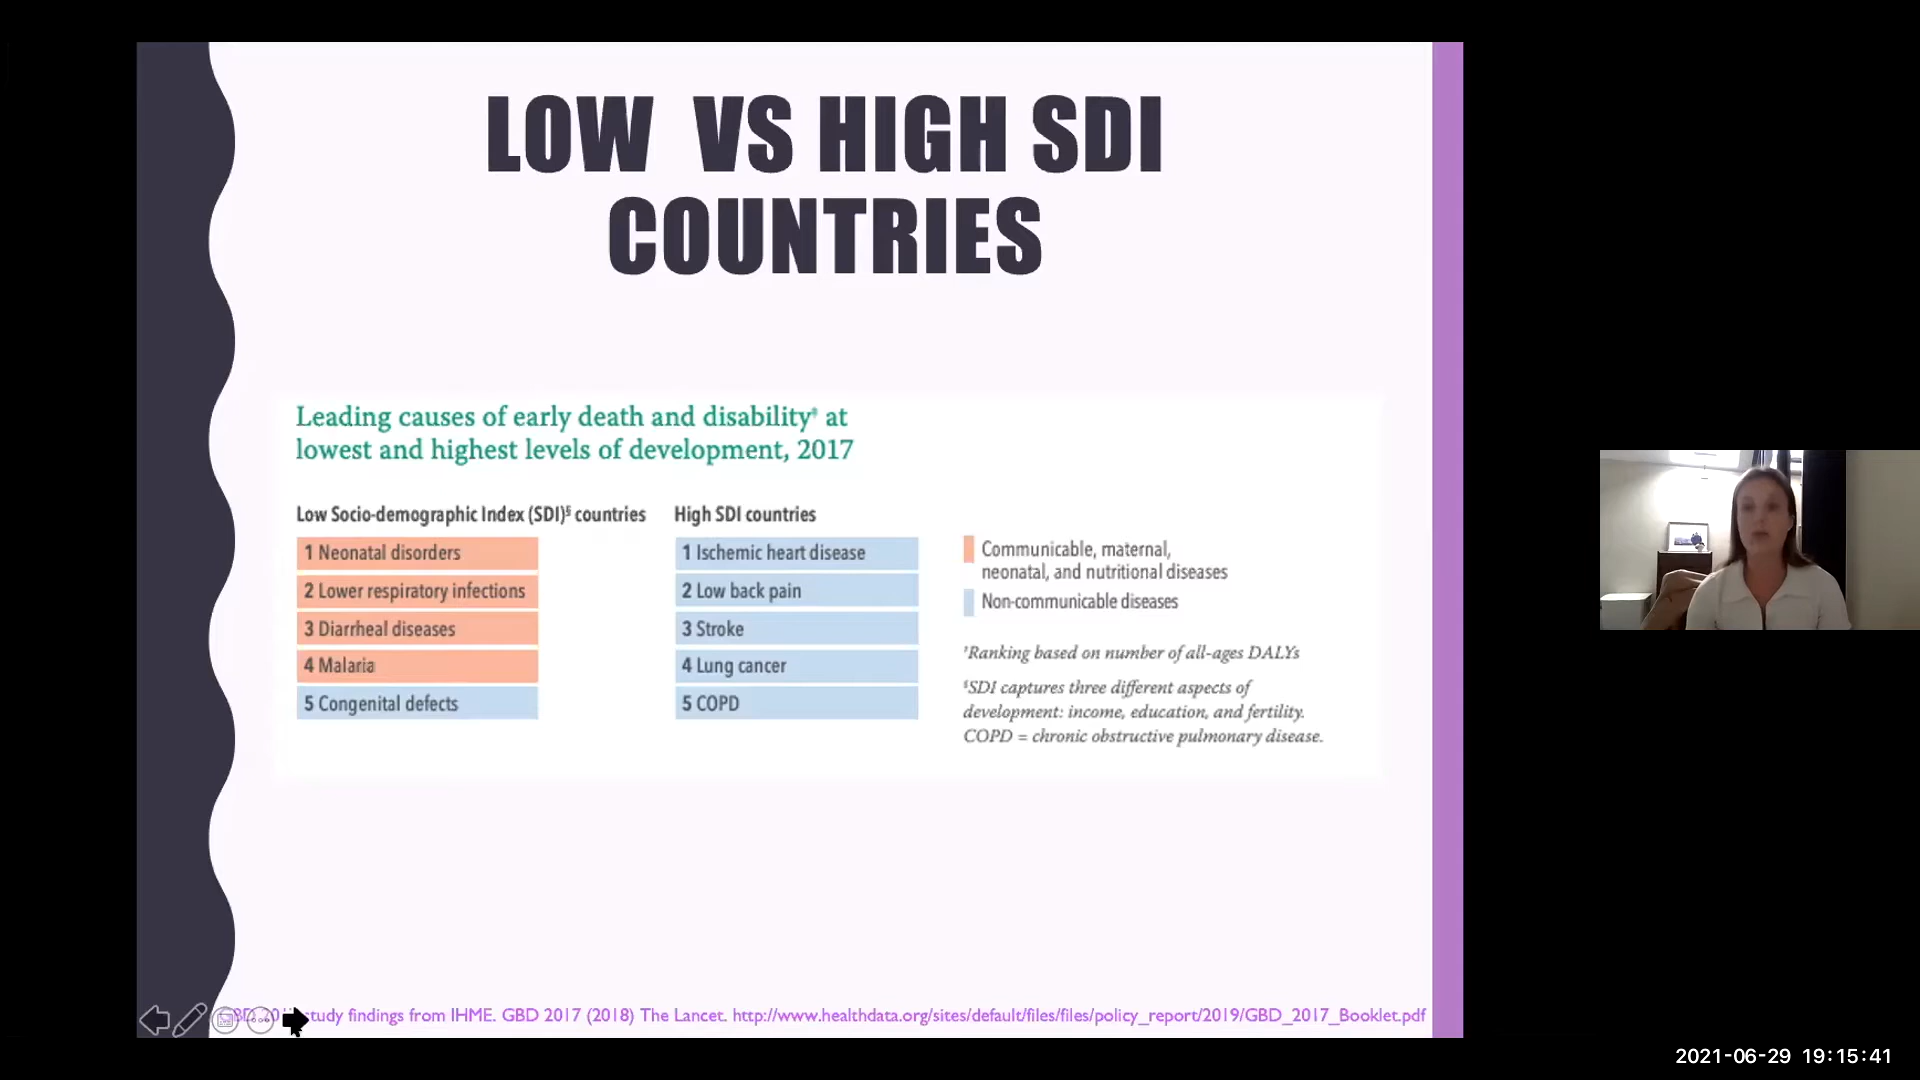 LOW VS HIGH SDI
COUNTRIES
Leading causes of early death and disability† at
lowest and highest levels of development, 2017
Low Socio-demographic Index (SDI)§ countries
1 Neonatal disorders
2 Lower respiratory infections
3 Diarrheal diseases
4 Malaria
5 Congenital defects
High SDI countries
1 Ischemic heart disease
2 Low back pain
3 Stroke
4 Lung cancer
5 COPD
Communicable, maternal,
neonatal, and nutritional diseases
Non-communicable diseases
†Ranking based on number of all-ages DALYs
§SDI captures three different aspects of
development: income, education, and fertility.
COPD = chronic obstructive pulmonary disease.
study findings from IHME. GBD 2017 (2018) The Lancet. http://www.healthdata.org/sites/default/files/files/policy_report/2019/GBD_2017_Booklet.pdf
2021-06-29 19:15:41